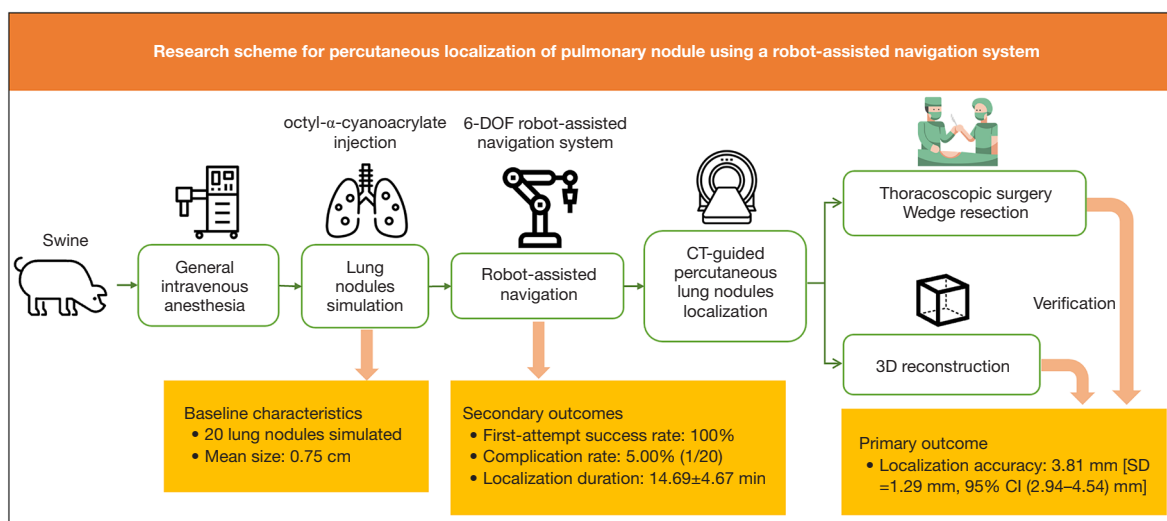 Research scheme for percutaneous localization of pulmonary nodule using a robot-assisted navigation system
Swine
General
intravenous
anesthesia
octyl-α-cyanoacrylate
injection
Lung
nodules
simulation
6-DOF robot-assisted
navigation system
Robot-assisted
navigation
CT-guided
percutaneous
lung nodules
localization
Thoracoscopic surgery
Wedge resection
Verification
3D reconstruction
Baseline characteristics
• 20 lung nodules simulated
• Mean size: 0.75 cm
Secondary outcomes
• First-attempt success rate: 100%
• Complication rate: 5.00% (1/20)
• Localization duration: 14.69±4.67 min
Primary outcome
• Localization accuracy: 3.81 mm [SD
=1.29 mm, 95% CI (2.94–4.54) mm]